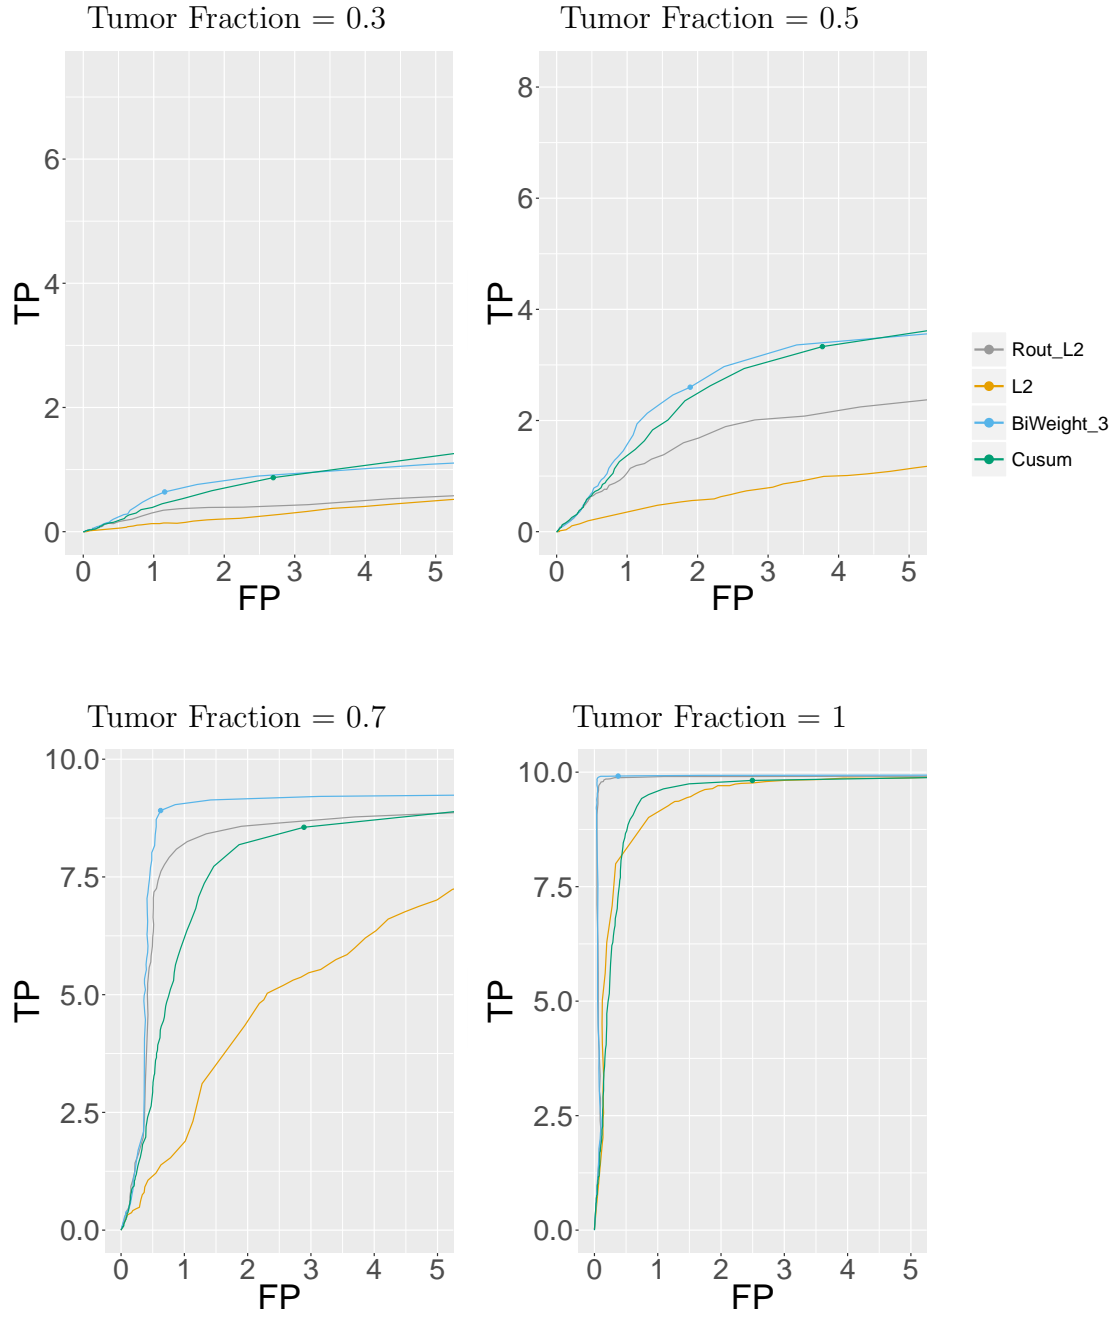 Tumor Fraction = 0.3
Tumor Fraction = 0.5
6
4
2
0
TP
0 1 2 3 4 5
FP
8
6
4
2
0
TP
0 1 2 3 4 5
FP
Rout_L2
L2
BiWeight_3
Cusum
Tumor Fraction = 0.7
Tumor Fraction = 1
10.0
7.5
5.0
2.5
0.0
TP
0 1 2 3 4 5
FP
10.0
7.5
5.0
2.5
0.0
TP
0 1 2 3 4 5
FP